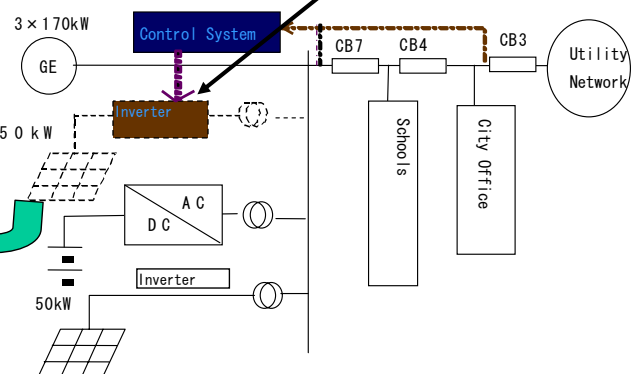 3×170kW
Control System
GE
CB7
CB4
CB3
Utility
Network
Inverter
50kW
Schools
City Office
AC
DC
Inverter
50kW